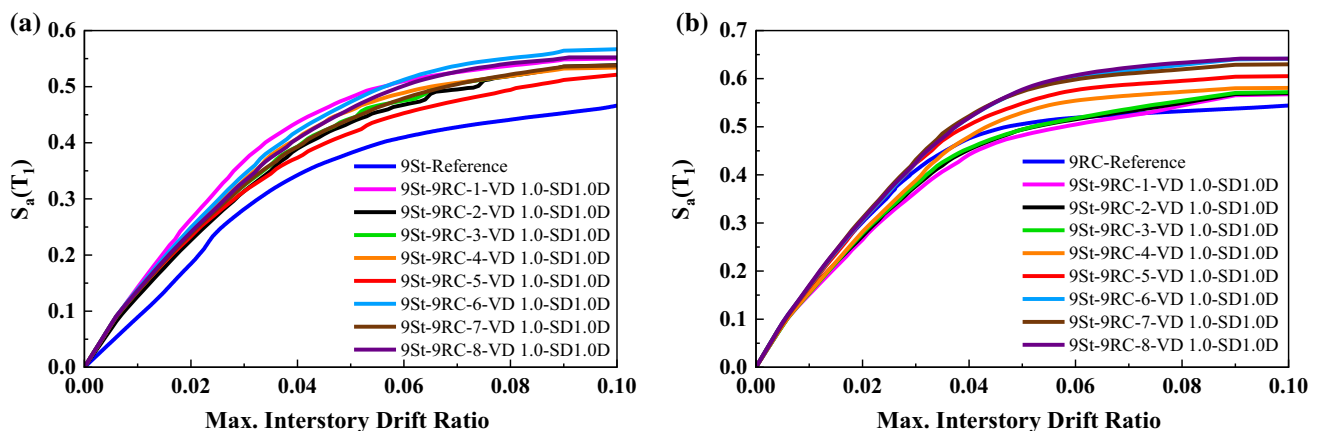 (a)
0.6
0.5
0.4
0.3
0.2
0.1
0.0
0.00 0.02 0.04 0.06 0.08 0.10
S_a(T_1)
Max. Interstory Drift Ratio
9St-Reference
9St-9RC-1-VD 1.0-SD1.0D
9St-9RC-2-VD 1.0-SD1.0D
9St-9RC-3-VD 1.0-SD1.0D
9St-9RC-4-VD 1.0-SD1.0D
9St-9RC-5-VD 1.0-SD1.0D
9St-9RC-6-VD 1.0-SD1.0D
9St-9RC-7-VD 1.0-SD1.0D
9St-9RC-8-VD 1.0-SD1.0D
(b)
0.7
0.6
0.5
0.4
0.3
0.2
0.1
0.0
0.00 0.02 0.04 0.06 0.08 0.10
S_a(T_1)
Max. Interstory Drift Ratio
9RC-Reference
9St-9RC-1-VD 1.0-SD1.0D
9St-9RC-2-VD 1.0-SD1.0D
9St-9RC-3-VD 1.0-SD1.0D
9St-9RC-4-VD 1.0-SD1.0D
9St-9RC-5-VD 1.0-SD1.0D
9St-9RC-6-VD 1.0-SD1.0D
9St-9RC-7-VD 1.0-SD1.0D
9St-9RC-8-VD 1.0-SD1.0D